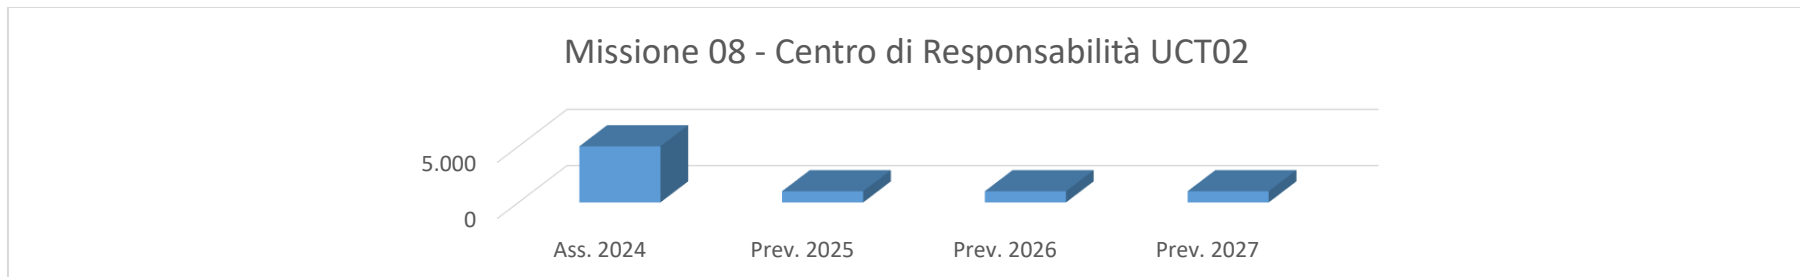 Missione 08 - Centro di Responsabilità UCT02
5.000
0
Ass. 2024 Prev. 2025 Prev. 2026 Prev. 2027